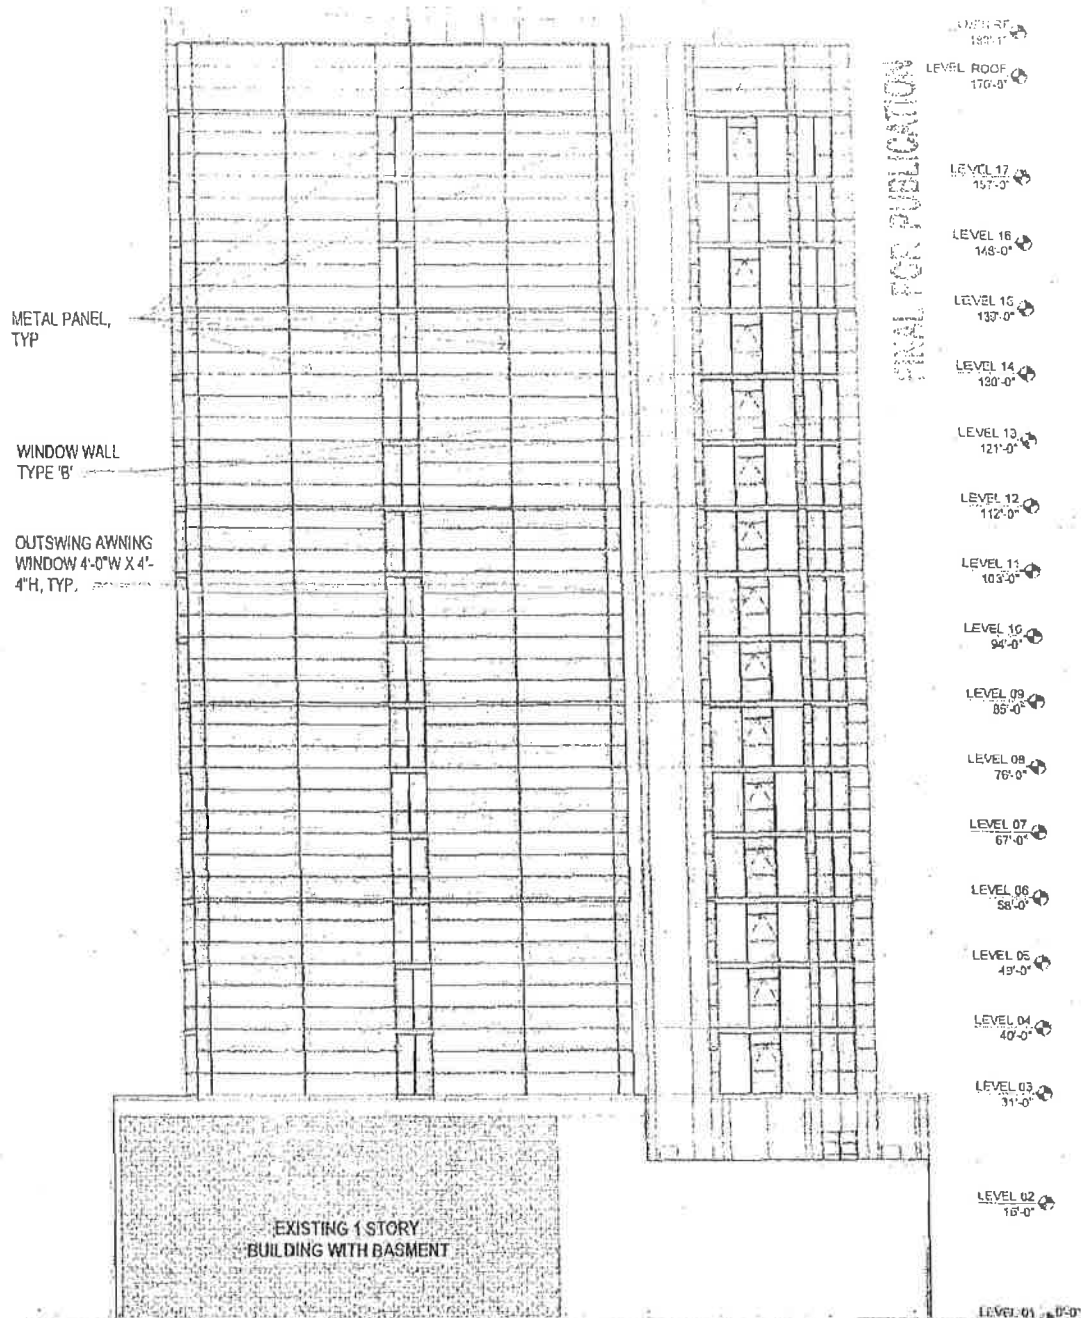 LEVEL ROOF
170'-0"
FINAL FOR PUBLICATION
LEVEL 17
157'-0"
LEVEL 16
148'-0"
LEVEL 15
139'-0"
METAL PANEL,
TYP
LEVEL 14
130'-0"
LEVEL 13
121'-0"
WINDOW WALL
TYPE 'B'
LEVEL 12
112'-0"
OUTSWING AWNING
WINDOW 4'-0"W X 4'-
4"H, TYP.
LEVEL 11
103'-0"
LEVEL 10
94'-0"
LEVEL 09
85'-0"
LEVEL 08
76'-0"
LEVEL 07
67'-0"
LEVEL 06
58'-0"
LEVEL 05
49'-0"
LEVEL 04
40'-0"
LEVEL 03
31'-0"
LEVEL 02
16'-0"
EXISTING 1 STORY
BUILDING WITH BASMENT
LEVEL 01 0'-0"